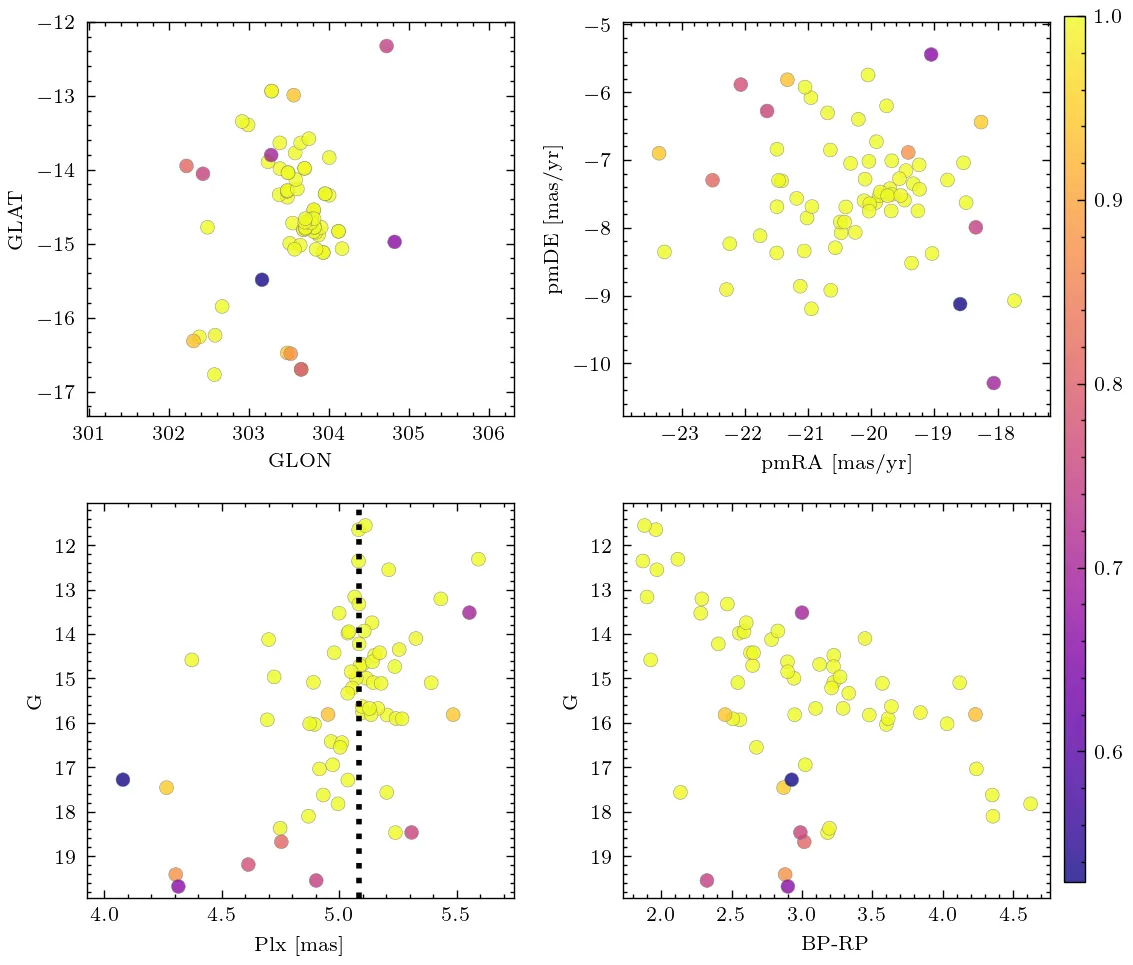 −12
−13
−14
−15
−16
−17
GLAT
301 302 303 304 305 306
GLON
−5
−6
−7
−8
−9
−10
pmDE [mas/yr]
−23 −22 −21 −20 −19 −18
pmRA [mas/yr]
1.0
0.9
0.8
0.7
0.6
12
13
14
15
16
17
18
19
G
4.0 4.5 5.0 5.5
Plx [mas]
12
13
14
15
16
17
18
19
G
2.0 2.5 3.0 3.5 4.0 4.5
BP-RP